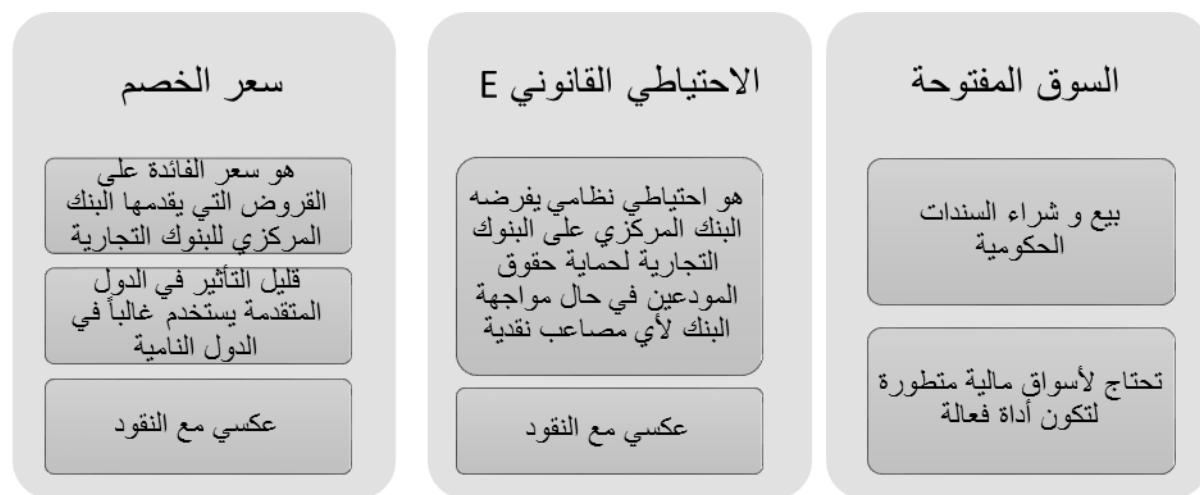 السوق المفتوحة
بيع و شراء السندات
الحكومية
تحتاج لأسواق مالية متطورة
لتكون أداة فعالة
الاحتياطي القانوني E
هو احتياطي نظامي يفرضه
البنك المركزي على البنوك
التجارية لحماية حقوق
المودعين في حال مواجهة
البنك لأي مصاعب نقدية
عكسي مع النقود
سعر الخصم
هو سعر الفائدة على
القروض التي يقدمها البنك
المركزي للبنوك التجارية
قليل التأثير في الدول
المتقدمة يستخدم غالباً في
الدول النامية
عكسي مع النقود